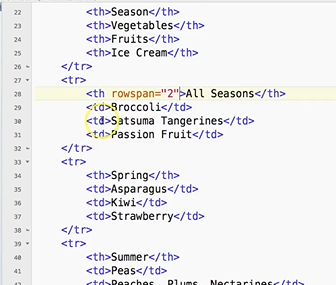 22 <th>Season</th>
23 <th>Vegetables</th>
24 <th>Fruits</th>
25 <th>Ice Cream</th>
26 </tr>
27 <tr>
28 <th rowspan="2">All Seasons</th>
29 <td>Broccoli</td>
30 <td>Satsuma Tangerines</td>
31 <td>Passion Fruit</td>
32 </tr>
33 <tr>
34 <th>Spring</th>
35 <td>Asparagus</td>
36 <td>Kiwi</td>
37 <td>Strawberry</td>
38 </tr>
39 <tr>
40 <th>Summer</th>
41 <td>Peas</td>
42 <td>Peaches, Plums, Nectarines</td>